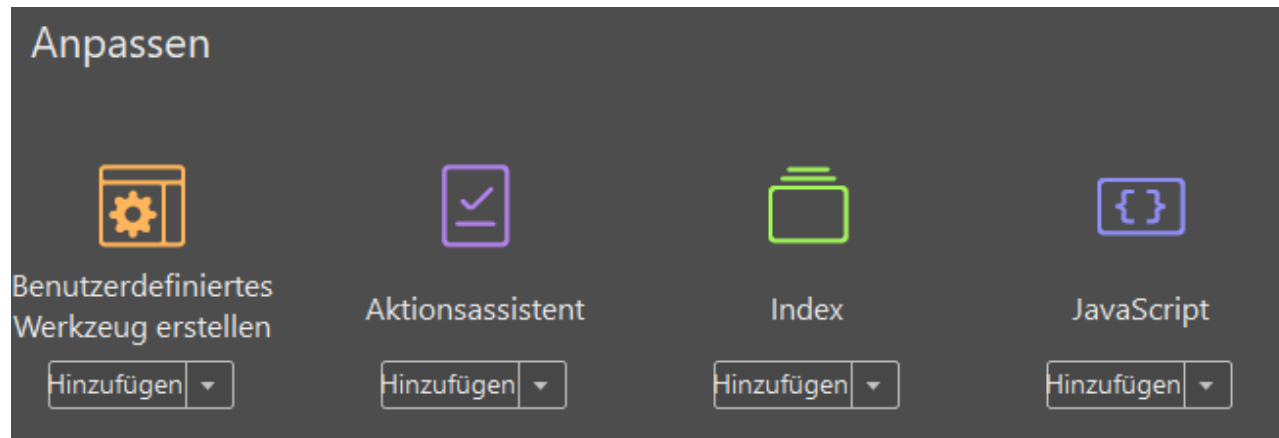 Anpassen
Benutzerdefiniertes
Werkzeug erstellen
Aktionsassistent
Index
{} JavaScript
Hinzufügen
Hinzufügen
Hinzufügen
Hinzufügen